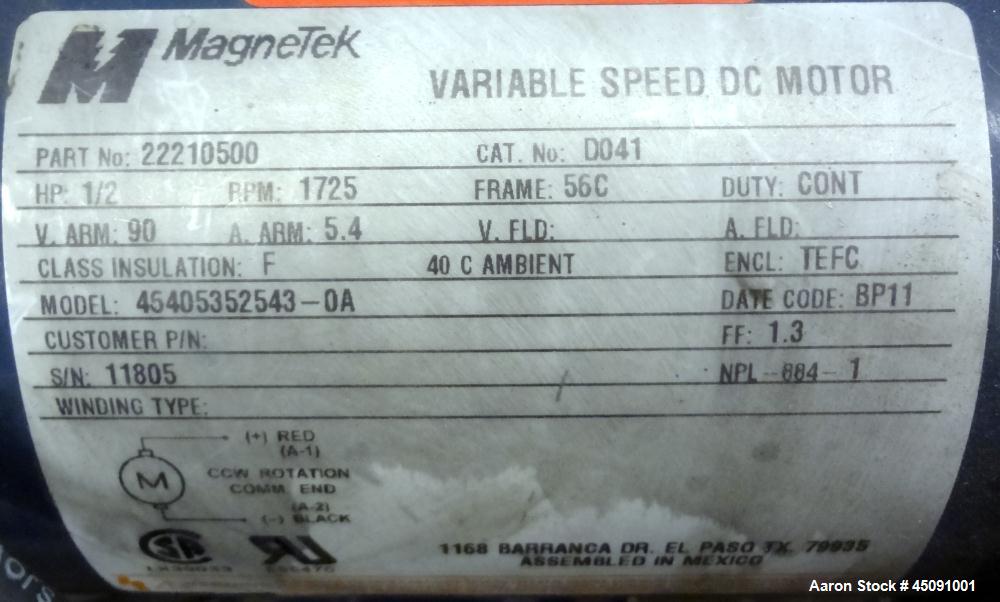 MagneTek
VARIABLE SPEED DC MOTOR
PART No: 22210500 CAT. No: D041
HP: 1/2 RPM: 1725 FRAME: 56C DUTY: CONT
V. ARM: 90 A. ARM: 5.4 V. FLD: A. FLD:
CLASS INSULATION: F 40 C AMBIENT ENCL: TEFC
MODEL: 45405352543-0A DATE CODE: BP11
CUSTOMER P/N: FF: 1.3
S/N: 11805 NPL-884-1
WINDING TYPE:
(+) RED
(A-1)
M
CCW ROTATION
COMM END
(A-2)
(-) BLACK
1168 BARRANCA DR. EL PASO TX. 79935
ASSEMBLED IN MEXICO
Aaron Stock # 45091001